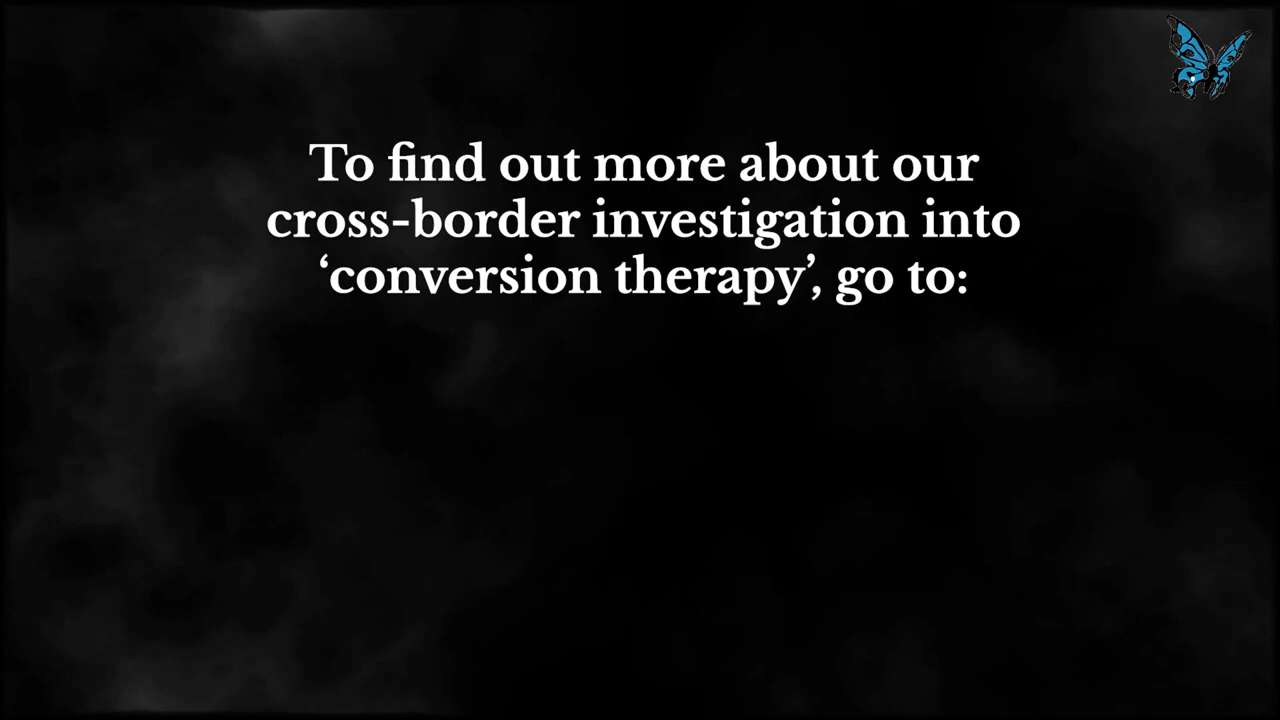 To find out more about our
cross-border investigation into
‘conversion therapy’, go to: